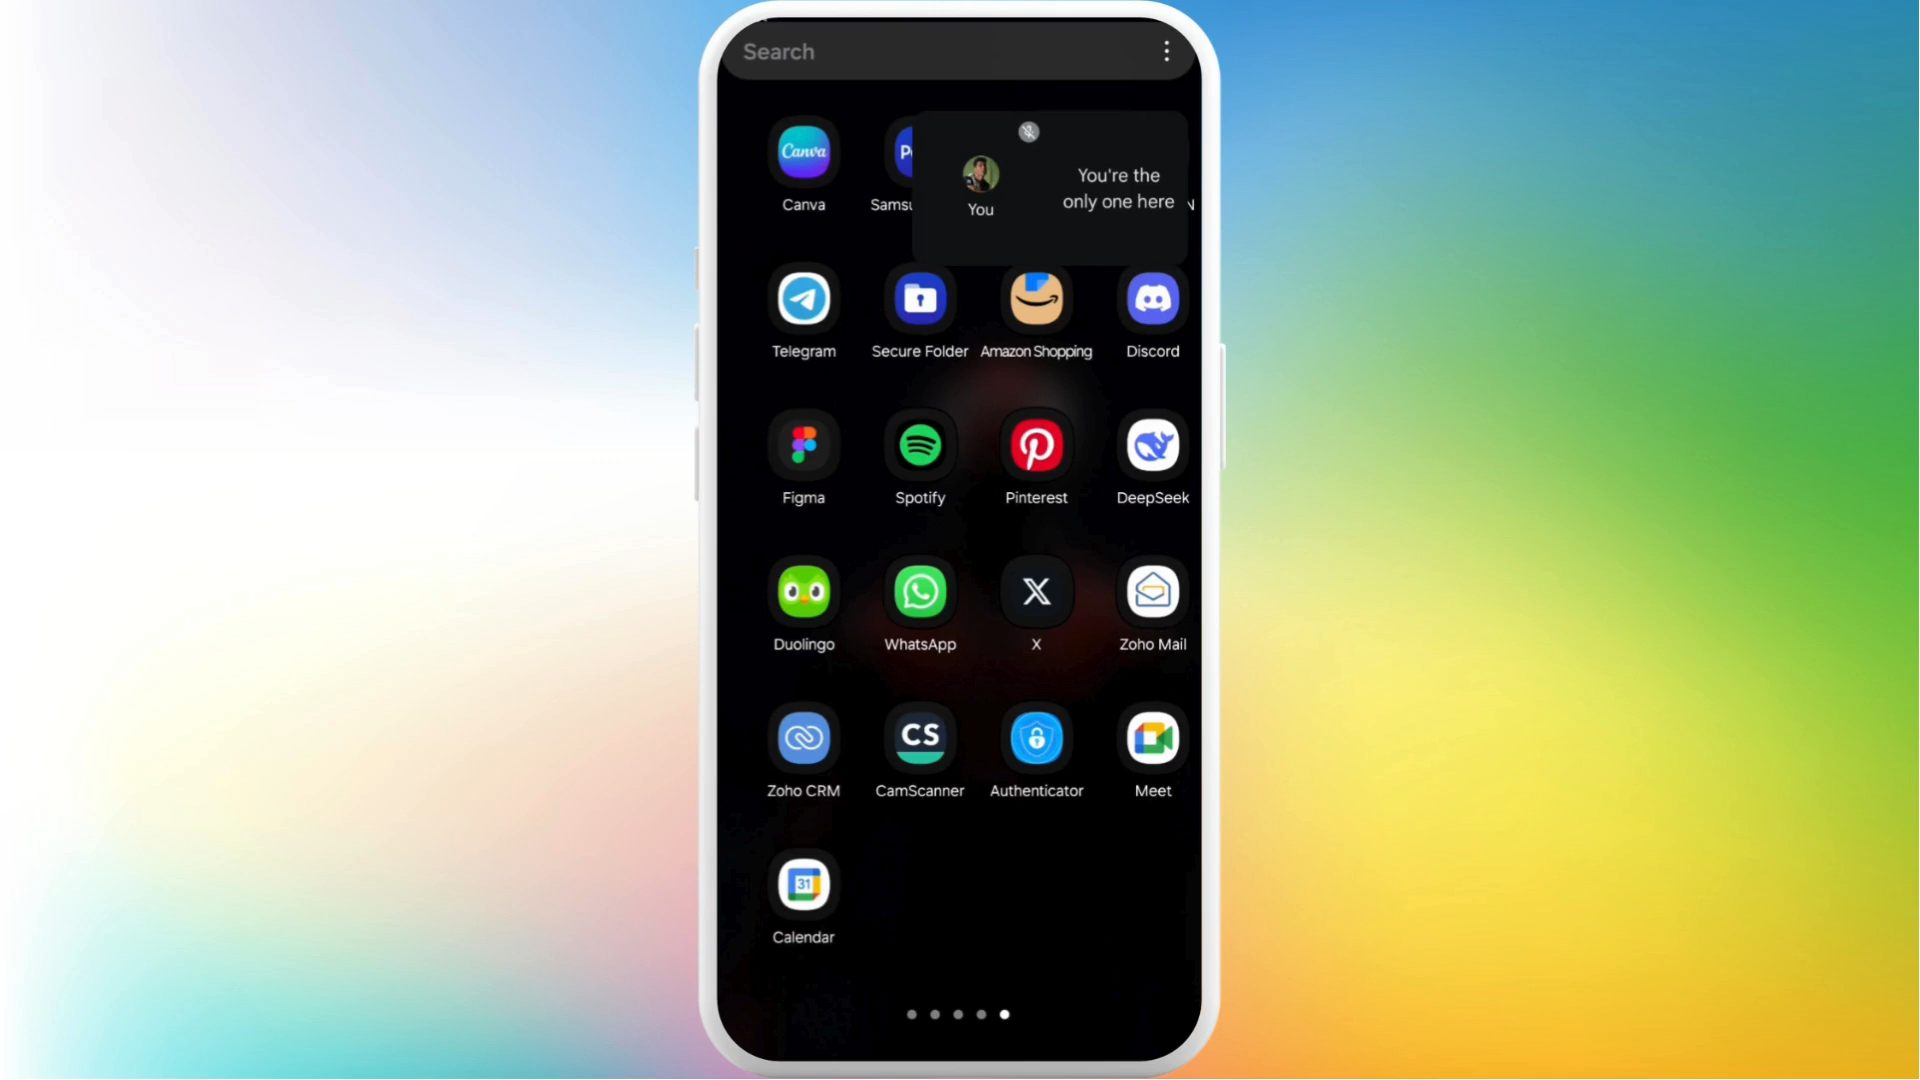 Search
Canva
Canva
Samsu
You
You're the
only one here
N
Telegram
Secure Folder
Amazon Shopping
Discord
Figma
Spotify
Pinterest
DeepSeek
Duolingo
WhatsApp
X
Zoho Mail
CS
Zoho CRM
CamScanner
Authenticator
Meet
31
Calendar